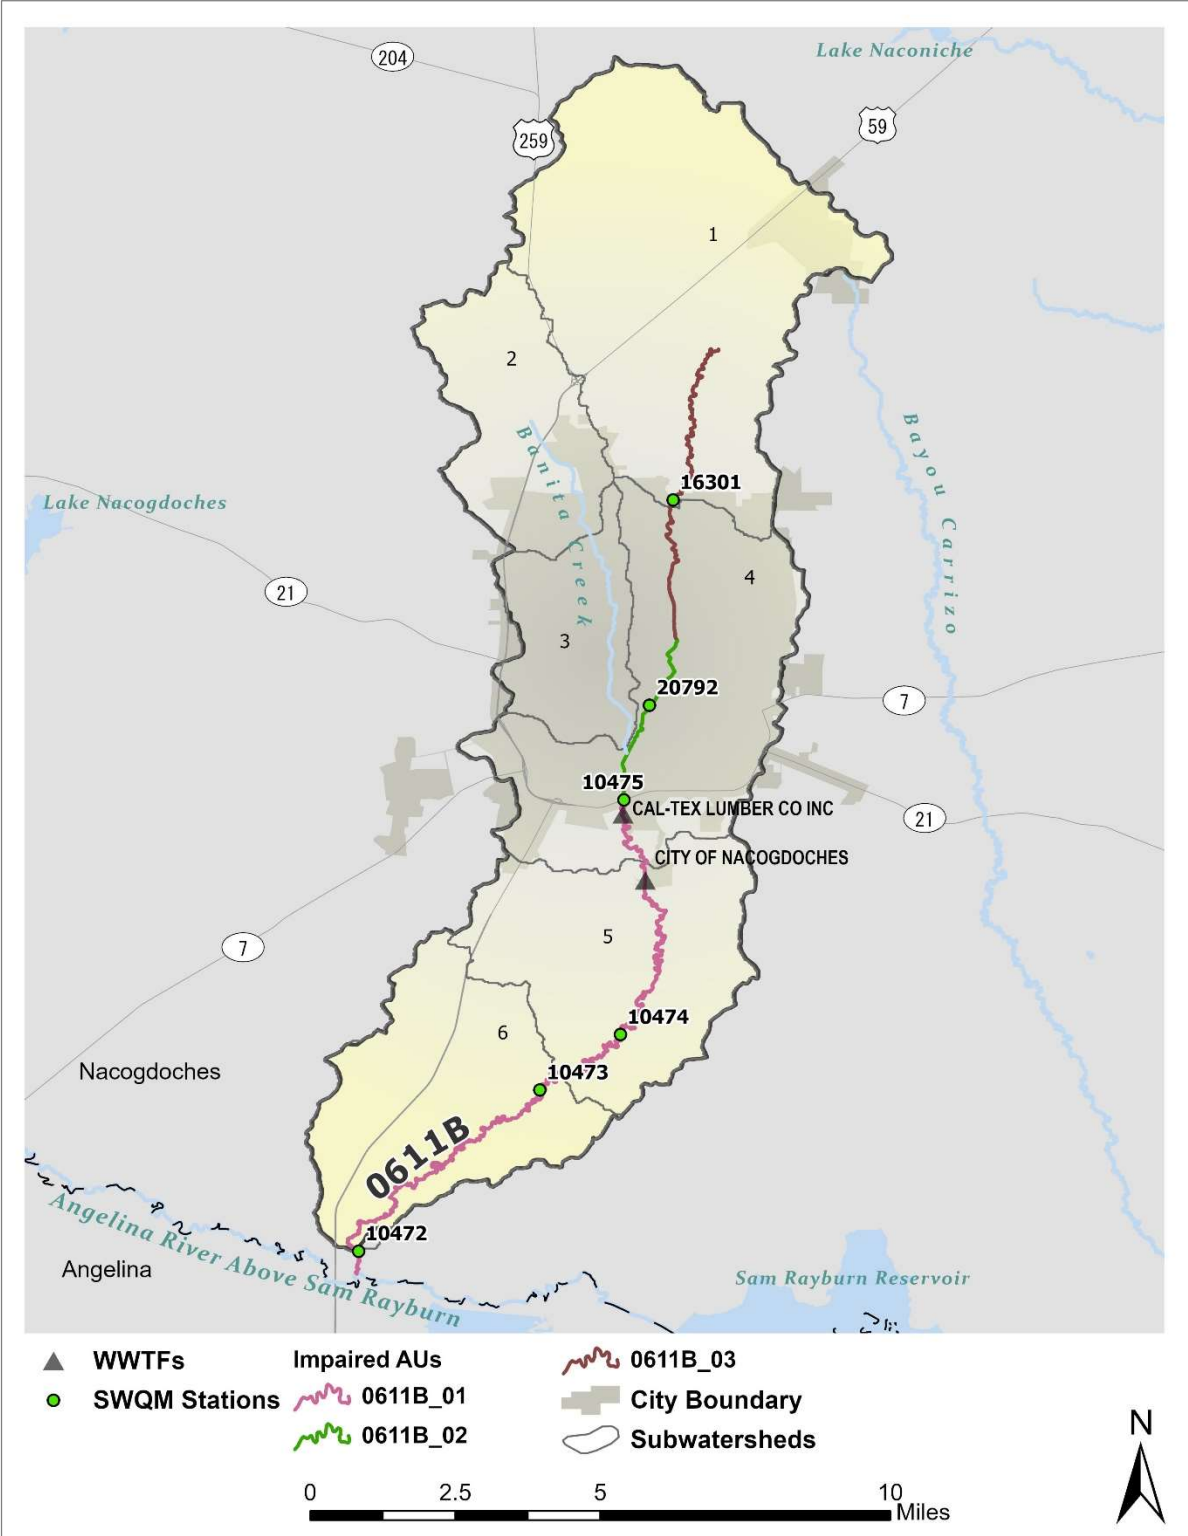 Lake Naconiche
204
259
59
1
2
Banita Creek
16301
Bayou Carrizo
Lake Nacogdoches
21
4
3
20792
7
10475
CAL-TEX LUMBER CO INC
21
CITY OF NACOGDOCHES
7
5
10474
6
Nacogdoches
10473
0611B
10472
Angelina River Above Sam Rayburn
Angelina
Sam Rayburn Reservoir
WWTFs
SWQM Stations
Impaired AUs
0611B_01
0611B_02
0611B_03
City Boundary
Subwatersheds
N
0 2.5 5 10
Miles